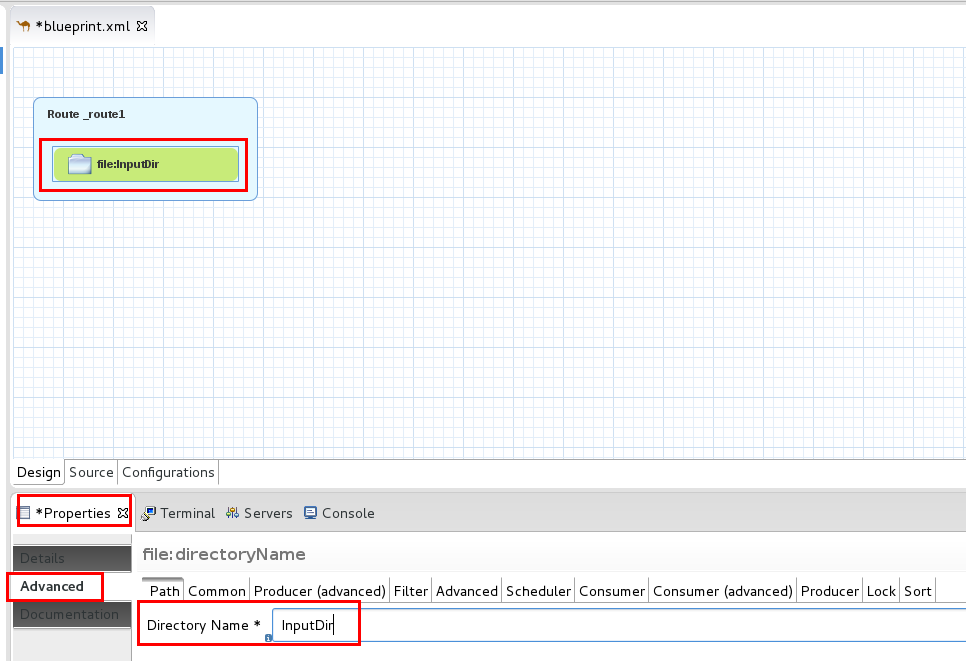 *blueprint.xml
Route _route1
file:InputDir
Design Source Configurations
*Properties Terminal Servers Console
Details
file:directoryName
Advanced
Path Common Producer (advanced) Filter Advanced Scheduler Consumer Consumer (advanced) Producer Lock Sort
Documentation
Directory Name * InputDir